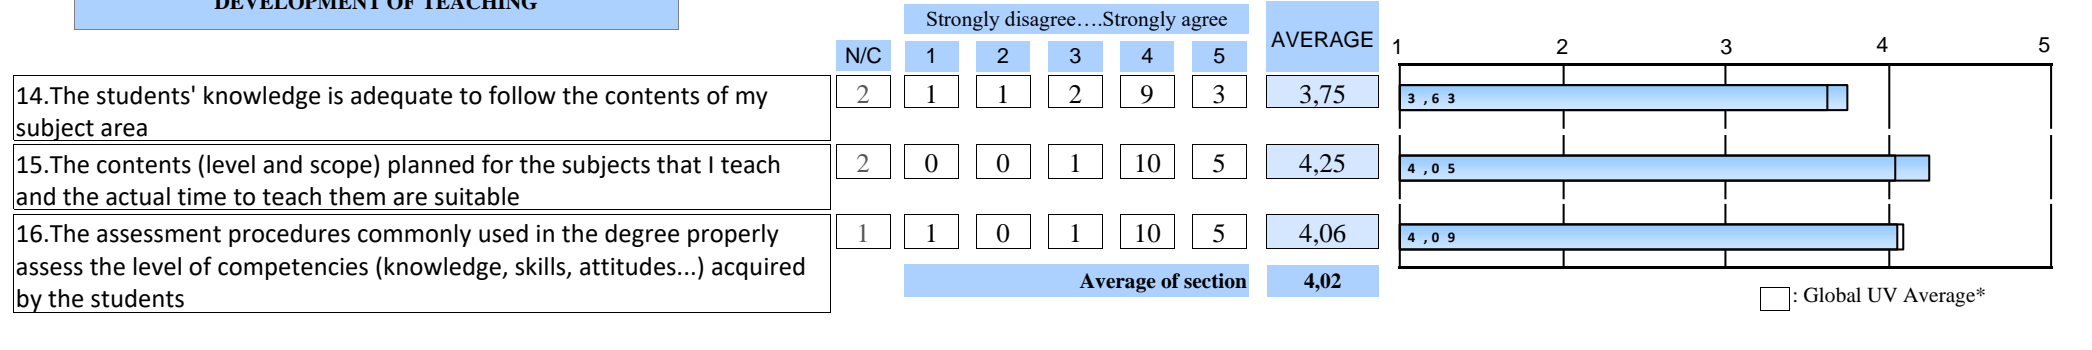 DEVELOPMENT OF TEACHING
Strongly disagree….Strongly agree
AVERAGE
N/C 1 2 3 4 5
1 2 3 4 5
14.The students' knowledge is adequate to follow the contents of my
subject area
2 1 1 2 9 3 3,75
3,63
15.The contents (level and scope) planned for the subjects that I teach
and the actual time to teach them are suitable
2 0 0 1 10 5 4,25
4,05
16.The assessment procedures commonly used in the degree properly
assess the level of competencies (knowledge, skills, attitudes...) acquired
by the students
1 1 0 1 10 5 4,06
4,09
Average of section 4,02
: Global UV Average*